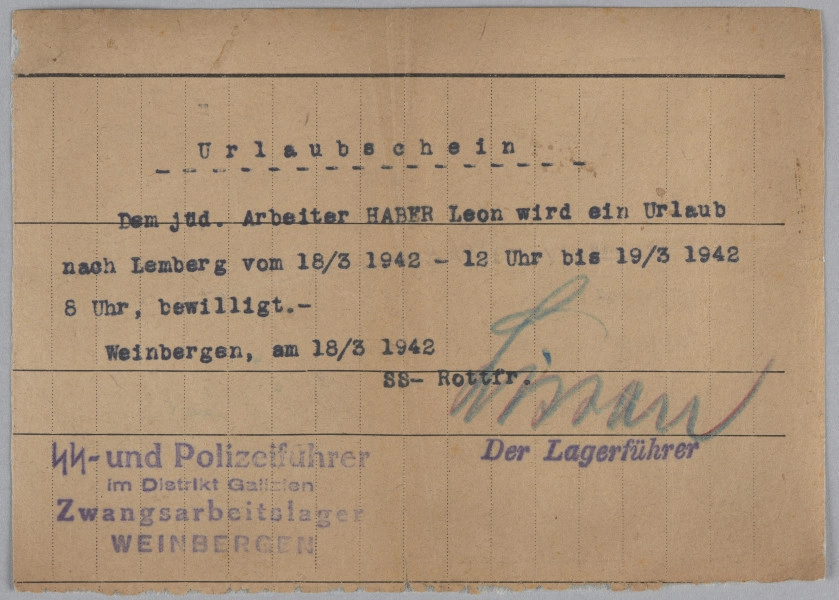 Urlaubschein
Dem jüd. Arbeiter HABER Leon wird ein Urlaub
nach Lemberg vom 18/3 1942 - 12 Uhr bis 19/3 1942
8 Uhr, bewilligt.-
Weinbergen, am 18/3 1942
SS- Rottfr.
Der Lagerführer
SS-und Polizeiführer
im Distrikt Galizien
Zwangsarbeitslager
WEINBERGEN